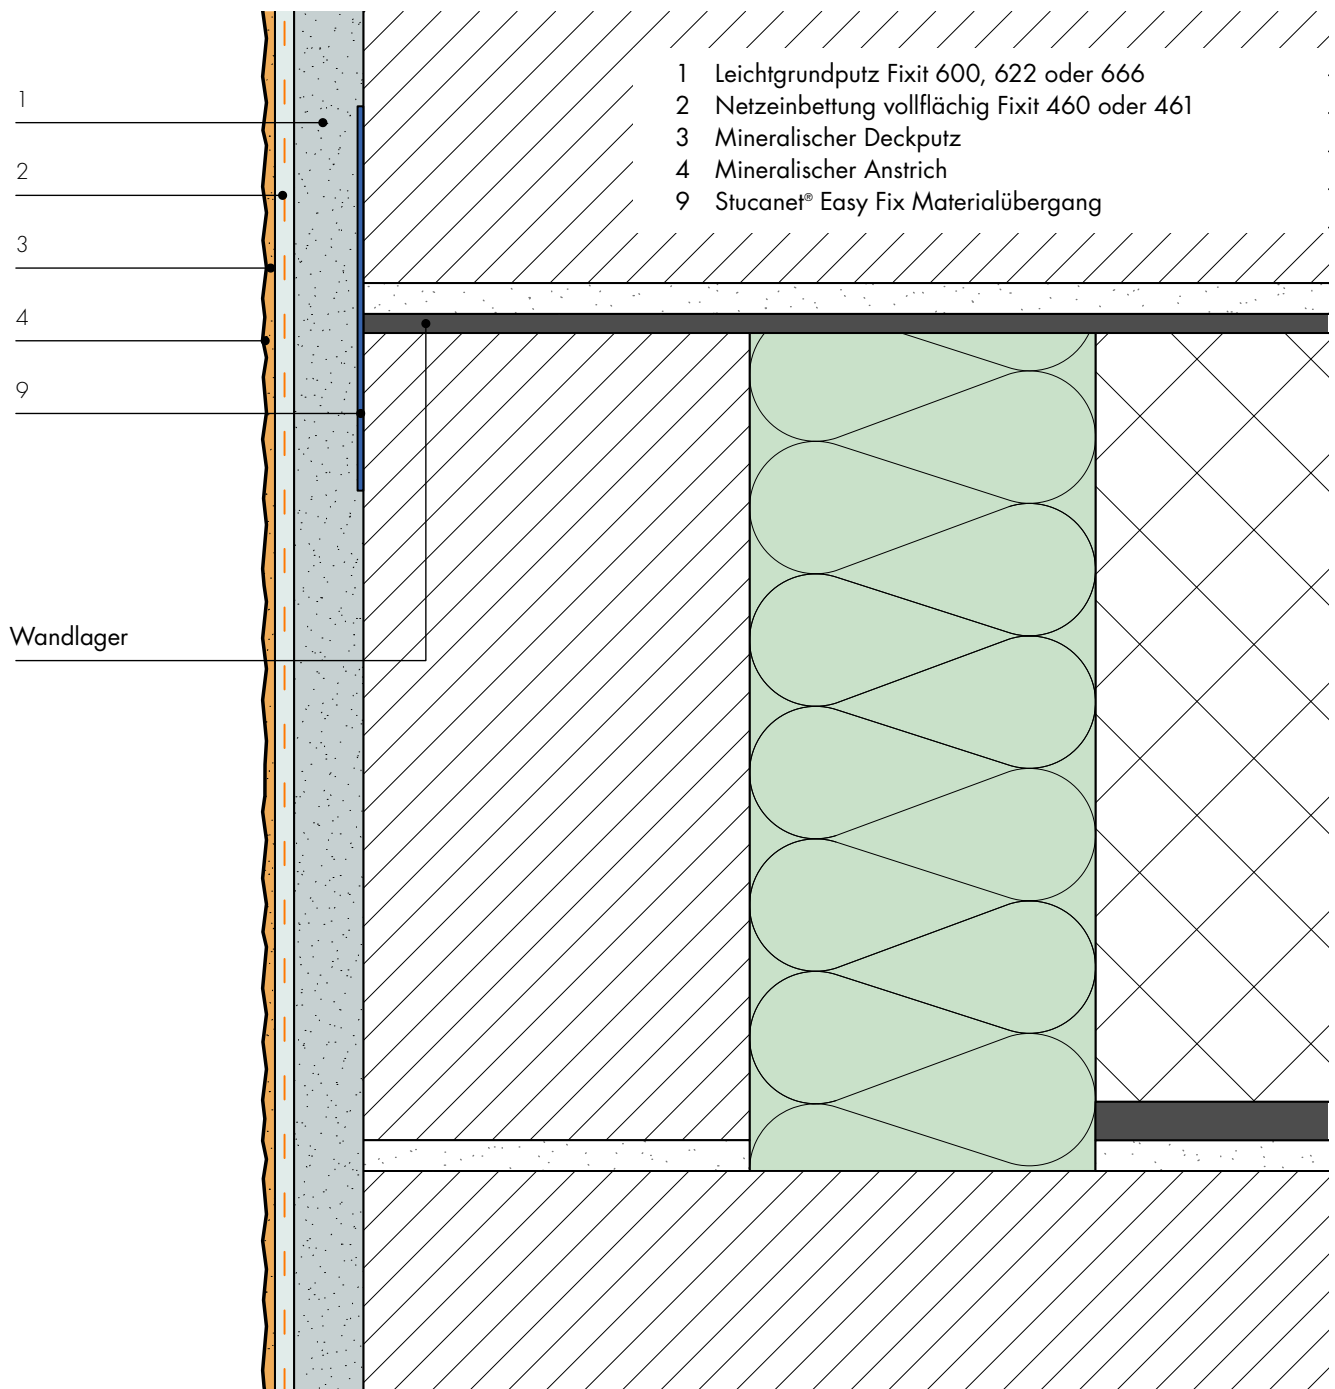 1 Leichtgrundputz Fixit 600, 622 oder 666
2 Netzeinbettung vollflächig Fixit 460 oder 461
3 Mineralischer Deckputz
4 Mineralischer Anstrich
9 Stucanet® Easy Fix Materialübergang
1
2
3
4
9
Wandlager